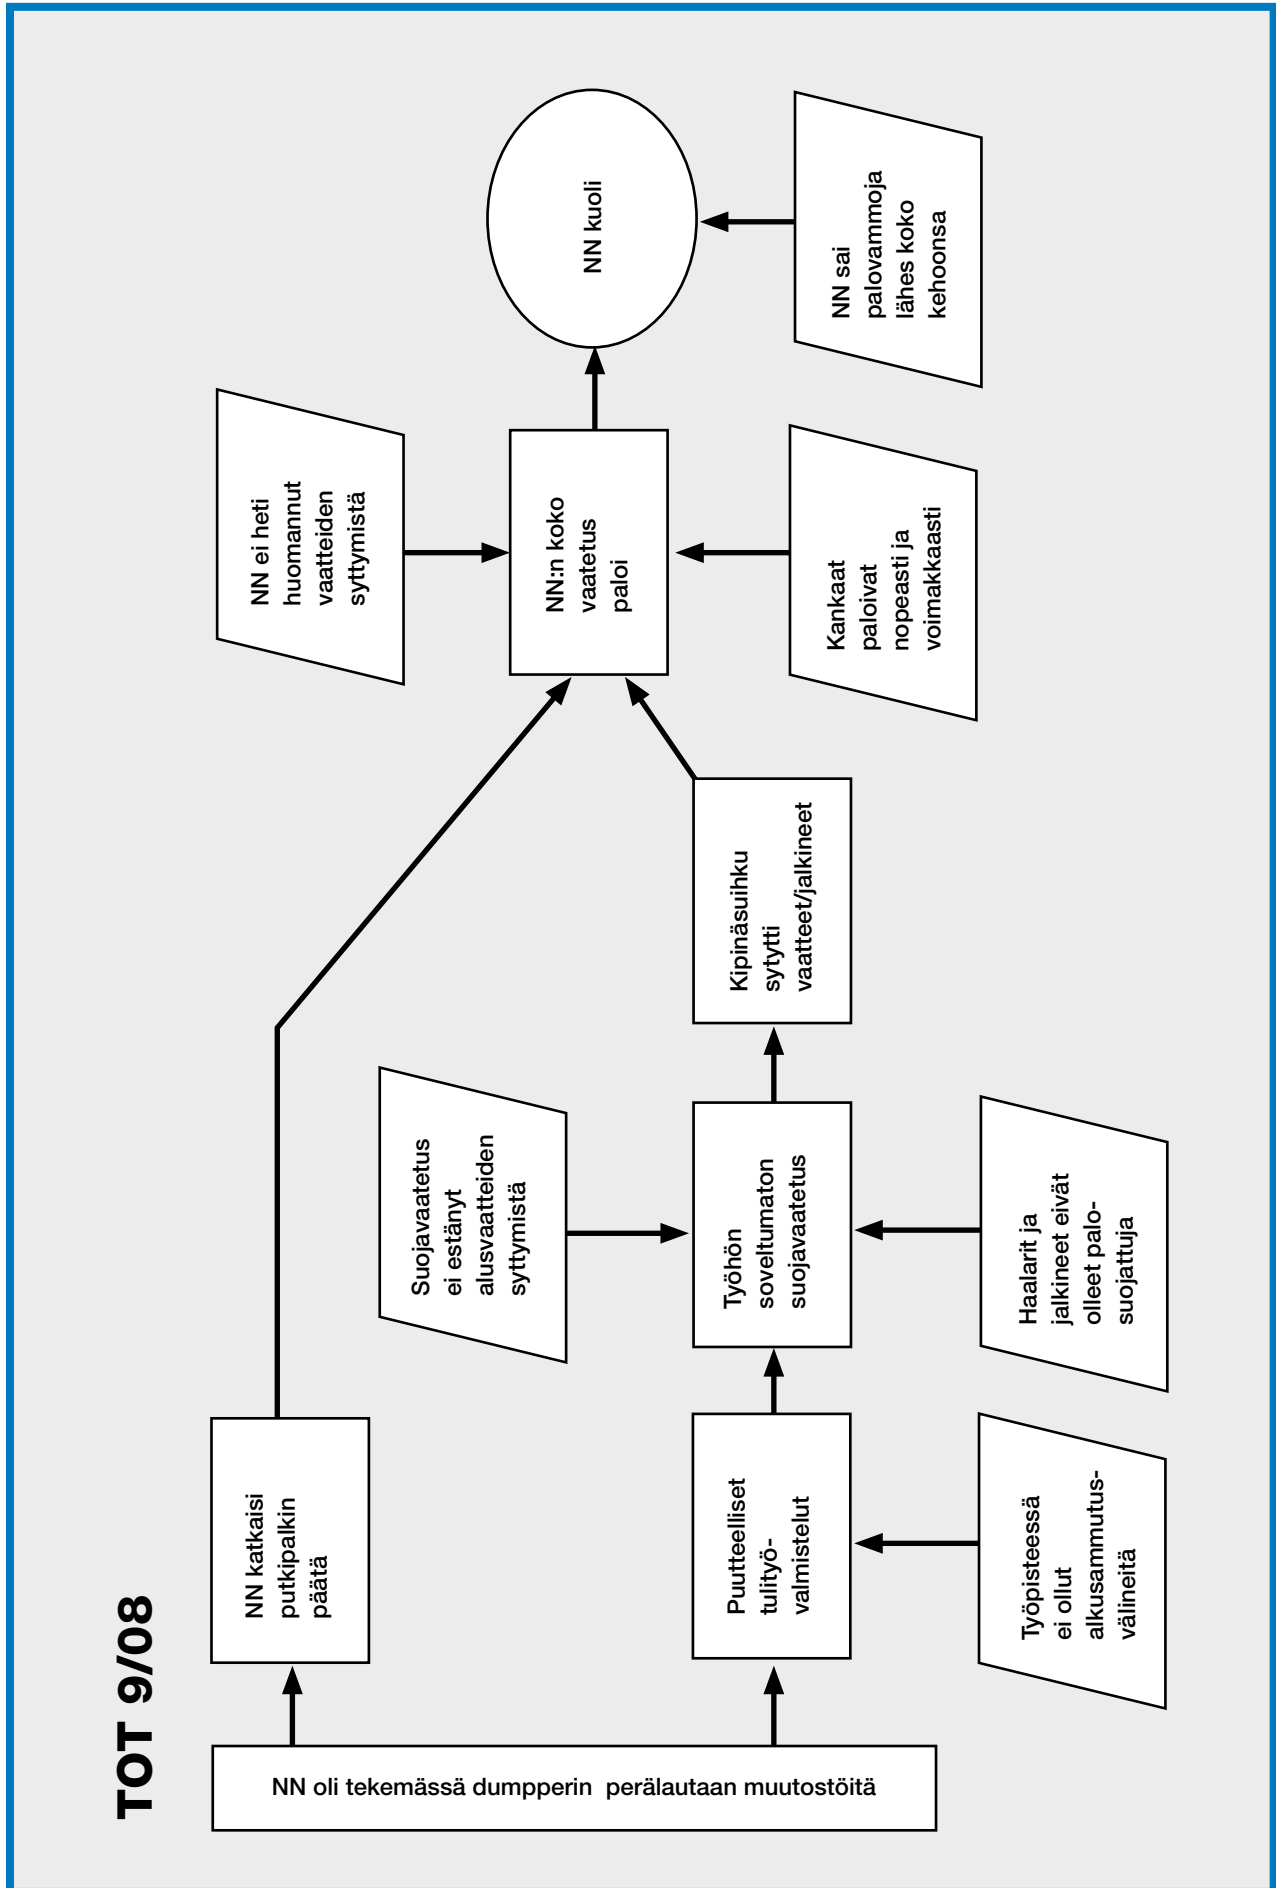 TOT 9/08
NN oli tekemässä dumpperin perälautaan muutostöitä
NN katkaisi
putkipalkin
päätä
Puutteelliset
tulityö-
valmistelut
Työpisteessä
ei ollut
alkusammutus-
välineitä
Suojavaatetus
ei estänyt
alusvaatteiden
syttymistä
Työhön
soveltumaton
suojavaatetus
Haalarit ja
jalkineet eivät
olleet palo-
suojattuja
Kipinäsuihku
sytytti
vaatteet/jalkineet
NN ei heti
huomannut
vaatteiden
syttymistä
NN:n koko
vaatetus
paloi
Kankaat
paloivat
nopeasti ja
voimakkaasti
NN kuoli
NN sai
palovammoja
lähes koko
kehoonsa